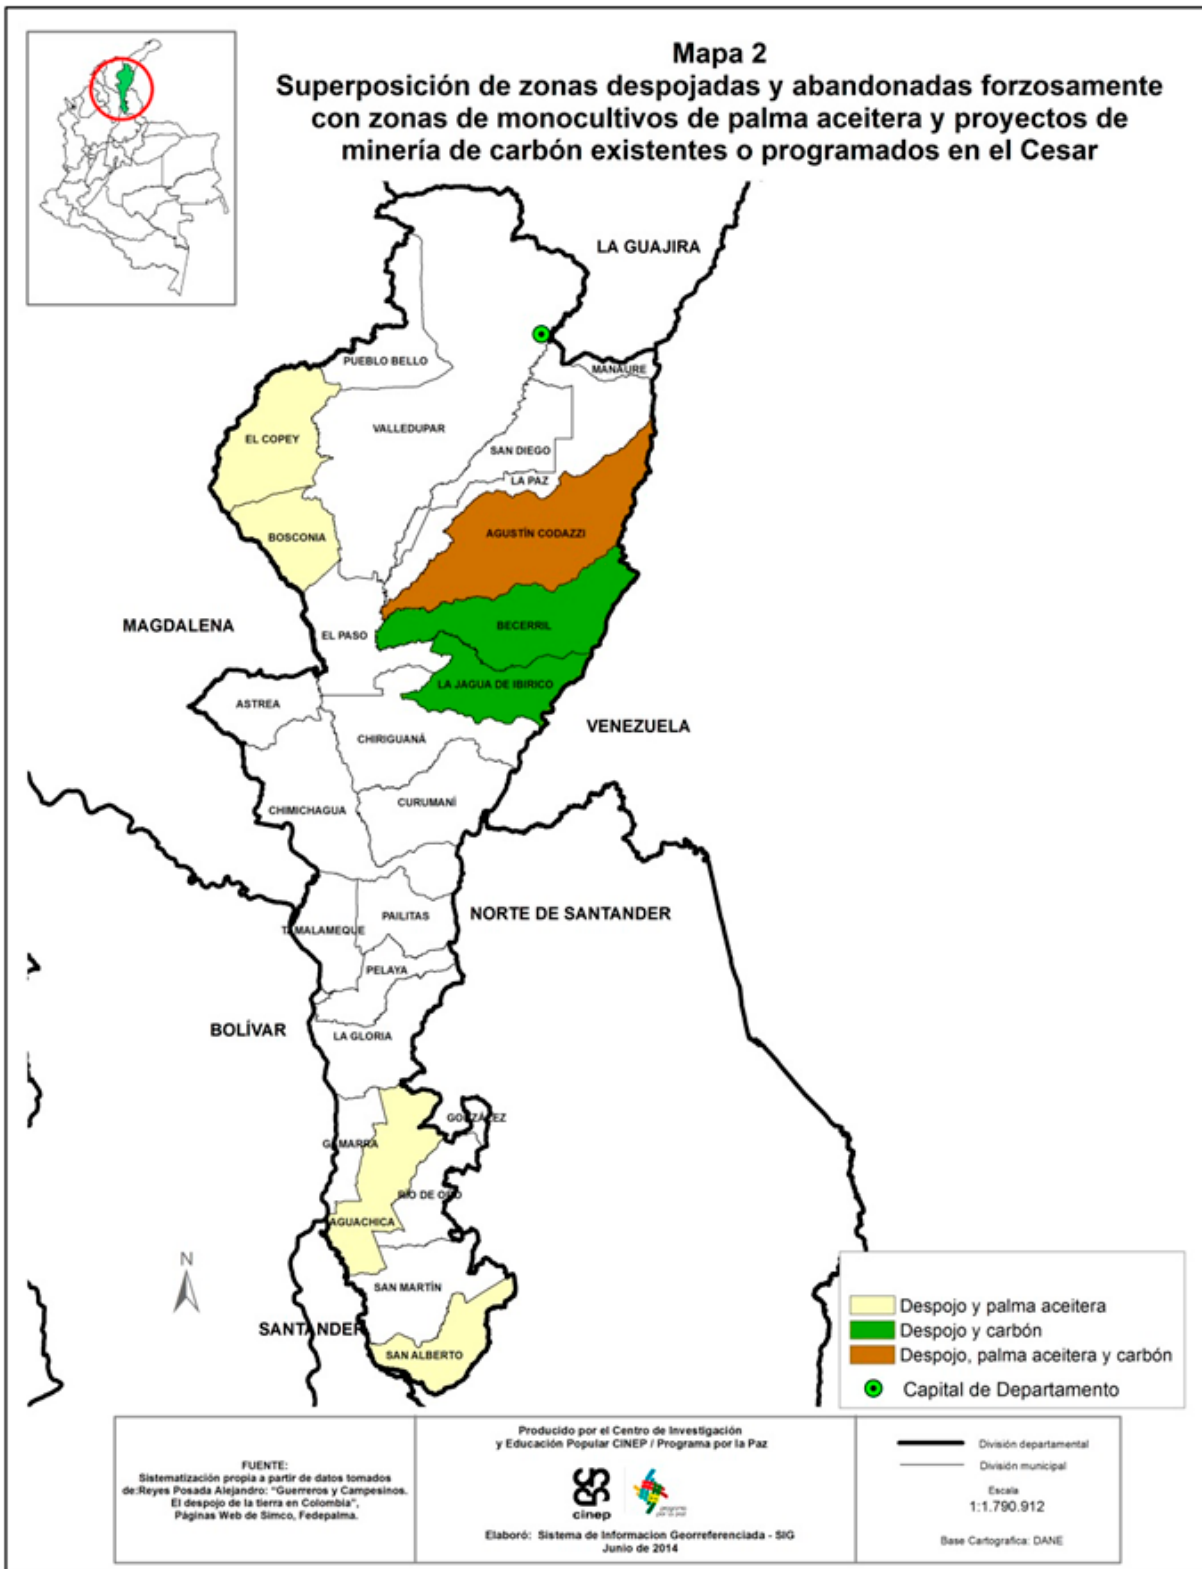 Mapa 2
Superposición de zonas despojadas y abandonadas forzosamente
con zonas de monocultivos de palma aceitera y proyectos de
minería de carbón existentes o programados en el Cesar
LA GUAJIRA
PUEBLO BELLO
MANAURE
VALLEDUPAR
EL COPEY
SAN DIEGO
LA PAZ
BOSCONIA
AGUSTÍN CODAZZI
MAGDALENA
EL PASO
BECERRIL
LA JAGUA DE IBIRICO
ASTREA
VENEZUELA
CHIRIGUANÁ
CHIMICHAGUA
CURUMANÍ
NORTE DE SANTANDER
PAILITAS
TAMALAMEQUE
PELAYA
BOLÍVAR
LA GLORIA
GONZÁLEZ
GAMARRA
RÍO DE ORO
AGUACHICA
N
SAN MARTÍN
SANTANDER
SAN ALBERTO
Despojo y palma aceitera
Despojo y carbón
Despojo, palma aceitera y carbón
Capital de Departamento
FUENTE:
Sistematización propia a partir de datos tomados
de:Reyes Posada Alejandro: "Guerreros y Campesinos.
El despojo de la tierra en Colombia",
Páginas Web de Simco, Fedepalma.
Producido por el Centro de Investigación
y Educación Popular CINEP / Programa por la Paz
cinep
programa
por la paz
Elaboró: Sistema de Informacion Georreferenciada - SIG
Junio de 2014
División departamental
División municipal
Escala
1:1.790.912
Base Cartografica: DANE